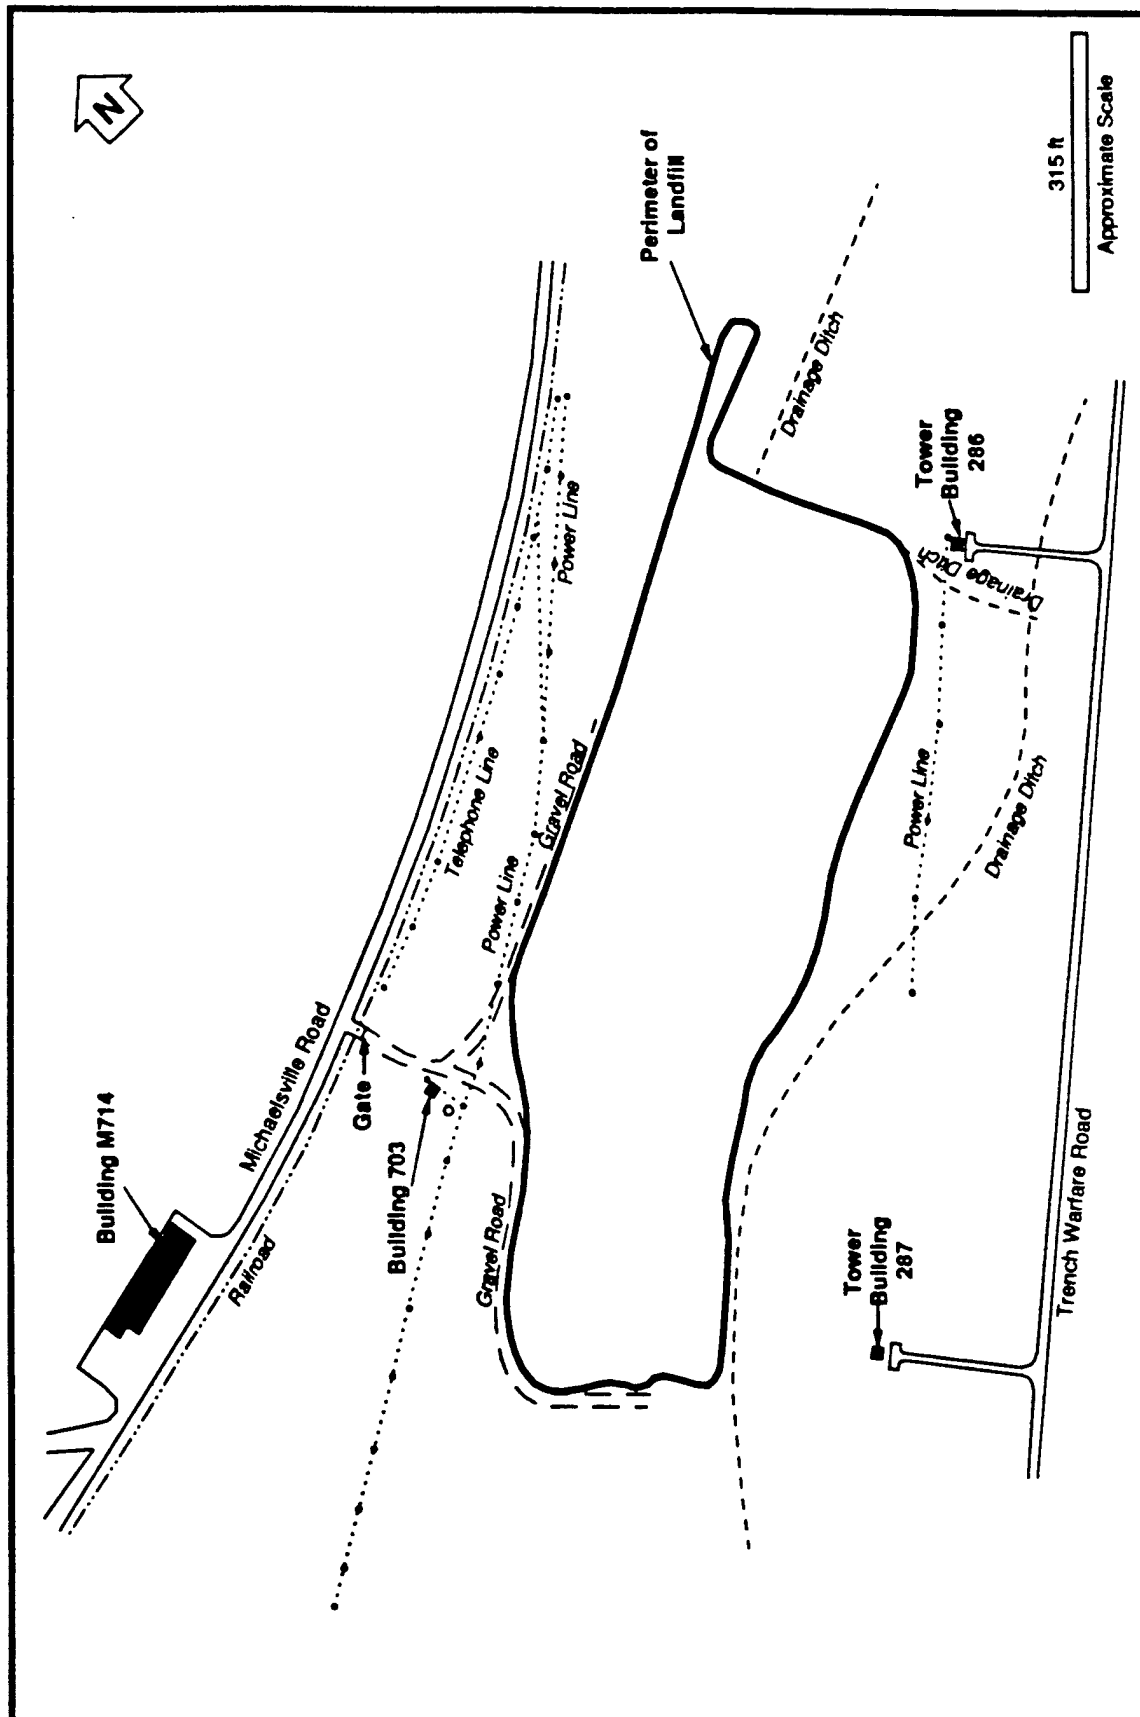 N
Building M714
Michaelsville Road
Railroad
Gate
Building 703
Gravel Road
Telephone Line
Power Line
Power Line
Gravel Road
Perimeter of
Landfill
Drainage Ditch
Tower
Building
286
Drainage Ditch
Power Line
Drainage Ditch
Tower
Building
287
Trench Warfare Road
315 ft
Approximate Scale